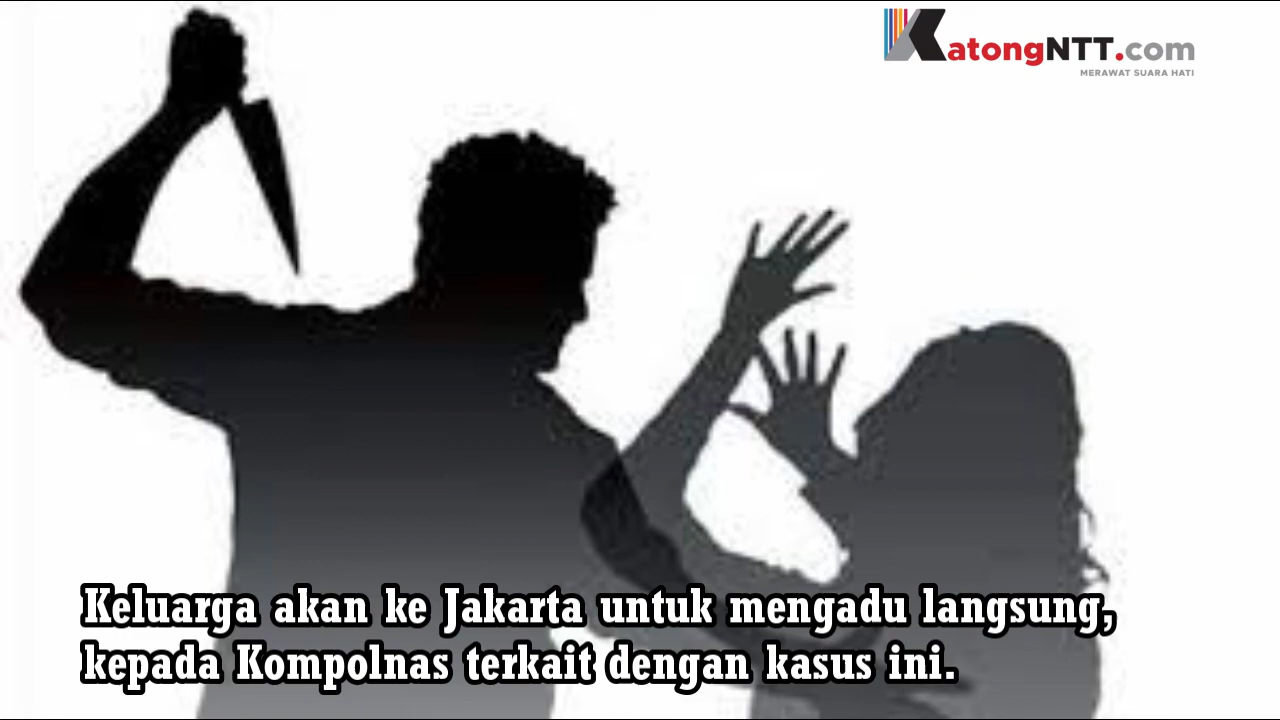 KatongNTT.com
MERAWAT SUARA HATI
Keluarga akan ke Jakarta untuk mengadu langsung,
kepada Kompolnas terkait dengan kasus ini.